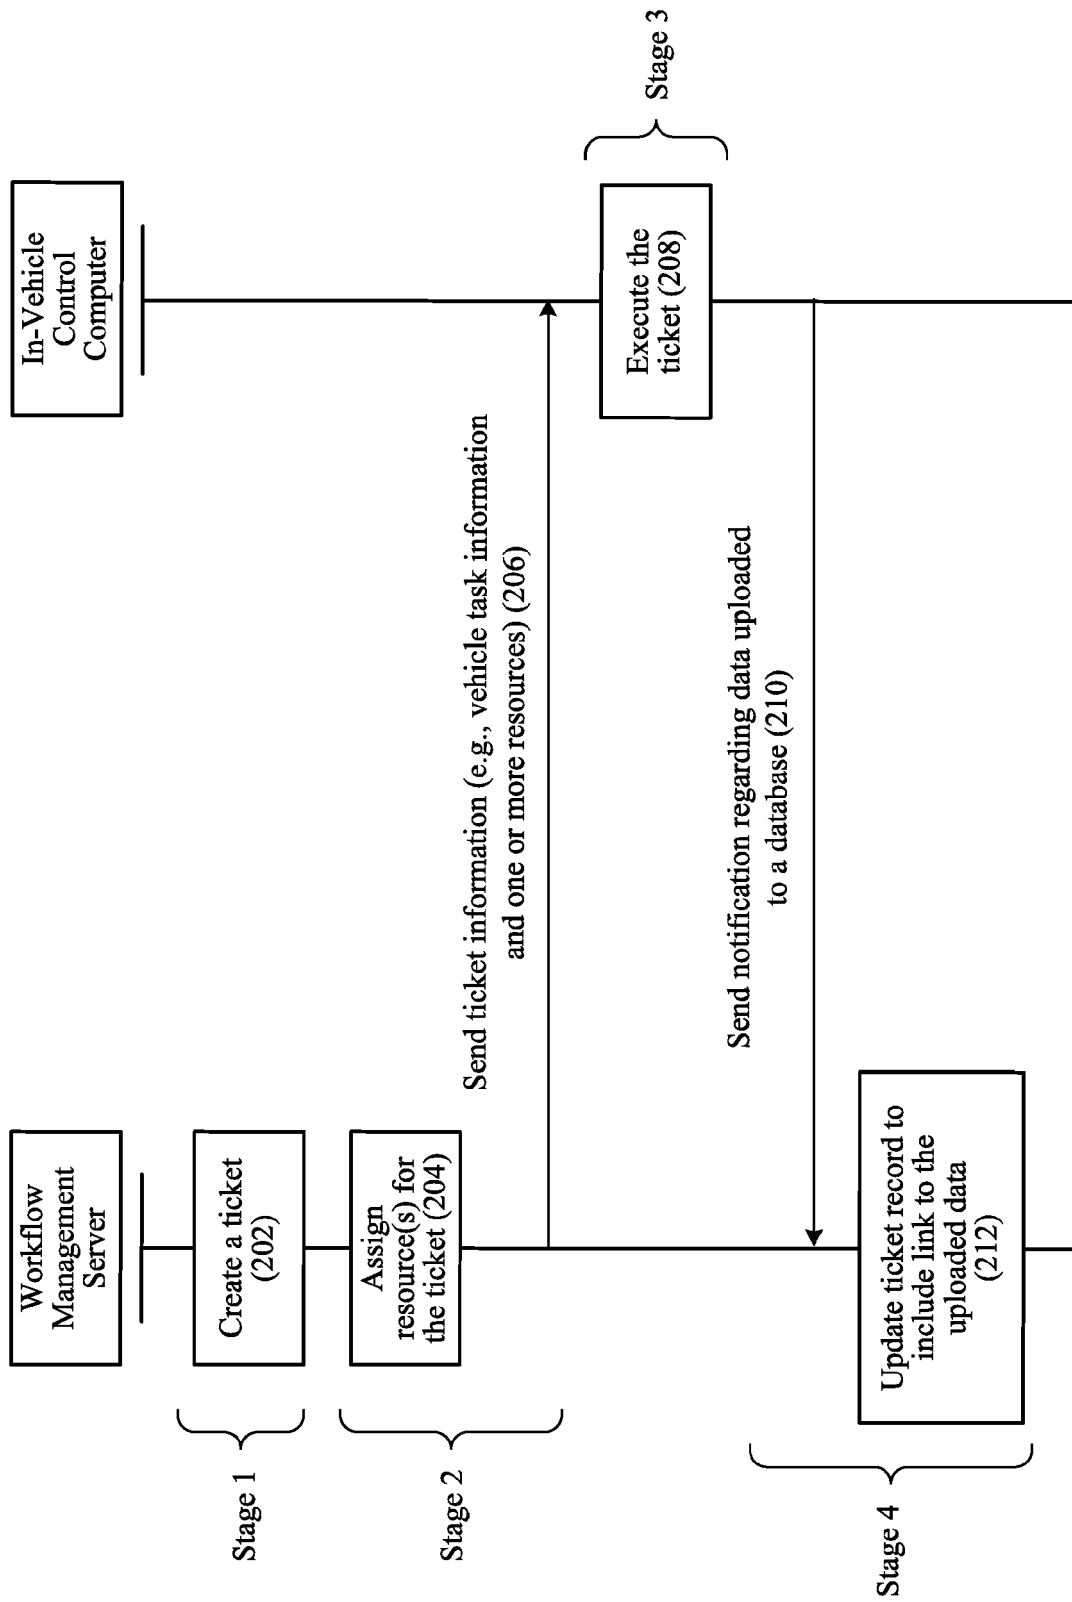 Workflow
Management
Server
In-Vehicle
Control
Computer
Stage 1
Create a ticket
(202)
Stage 2
Assign
resource(s) for
the ticket (204)
Send ticket information (e.g., vehicle task information
and one or more resources) (206)
Execute the
ticket (208)
Stage 3
Send notification regarding data uploaded
to a database (210)
Stage 4
Update ticket record to
include link to the
uploaded data
(212)